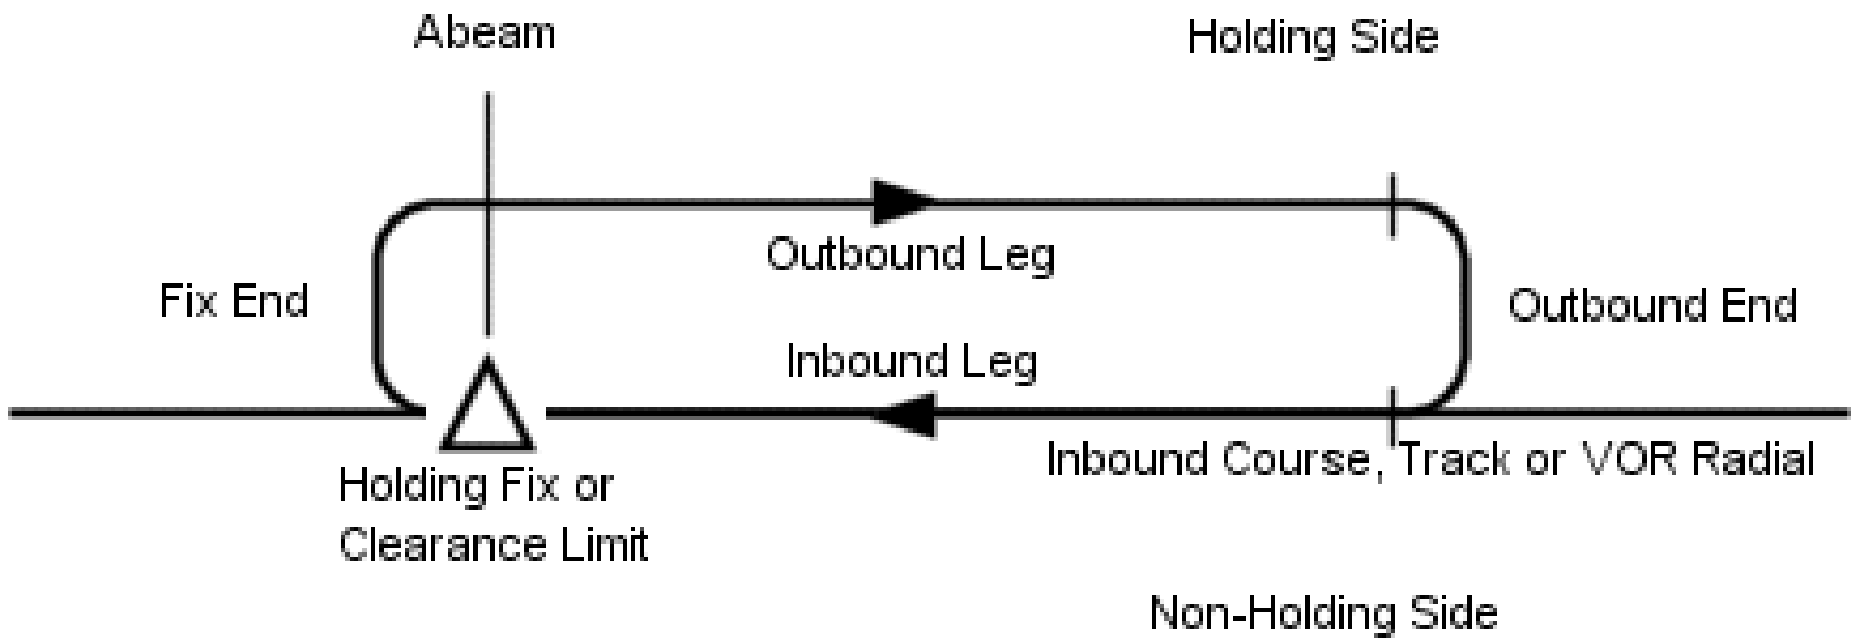 Abeam
Holding Side
Outbound Leg
Fix End
Outbound End
Inbound Leg
Inbound Course, Track or VOR Radial
Holding Fix or
Clearance Limit
Non-Holding Side